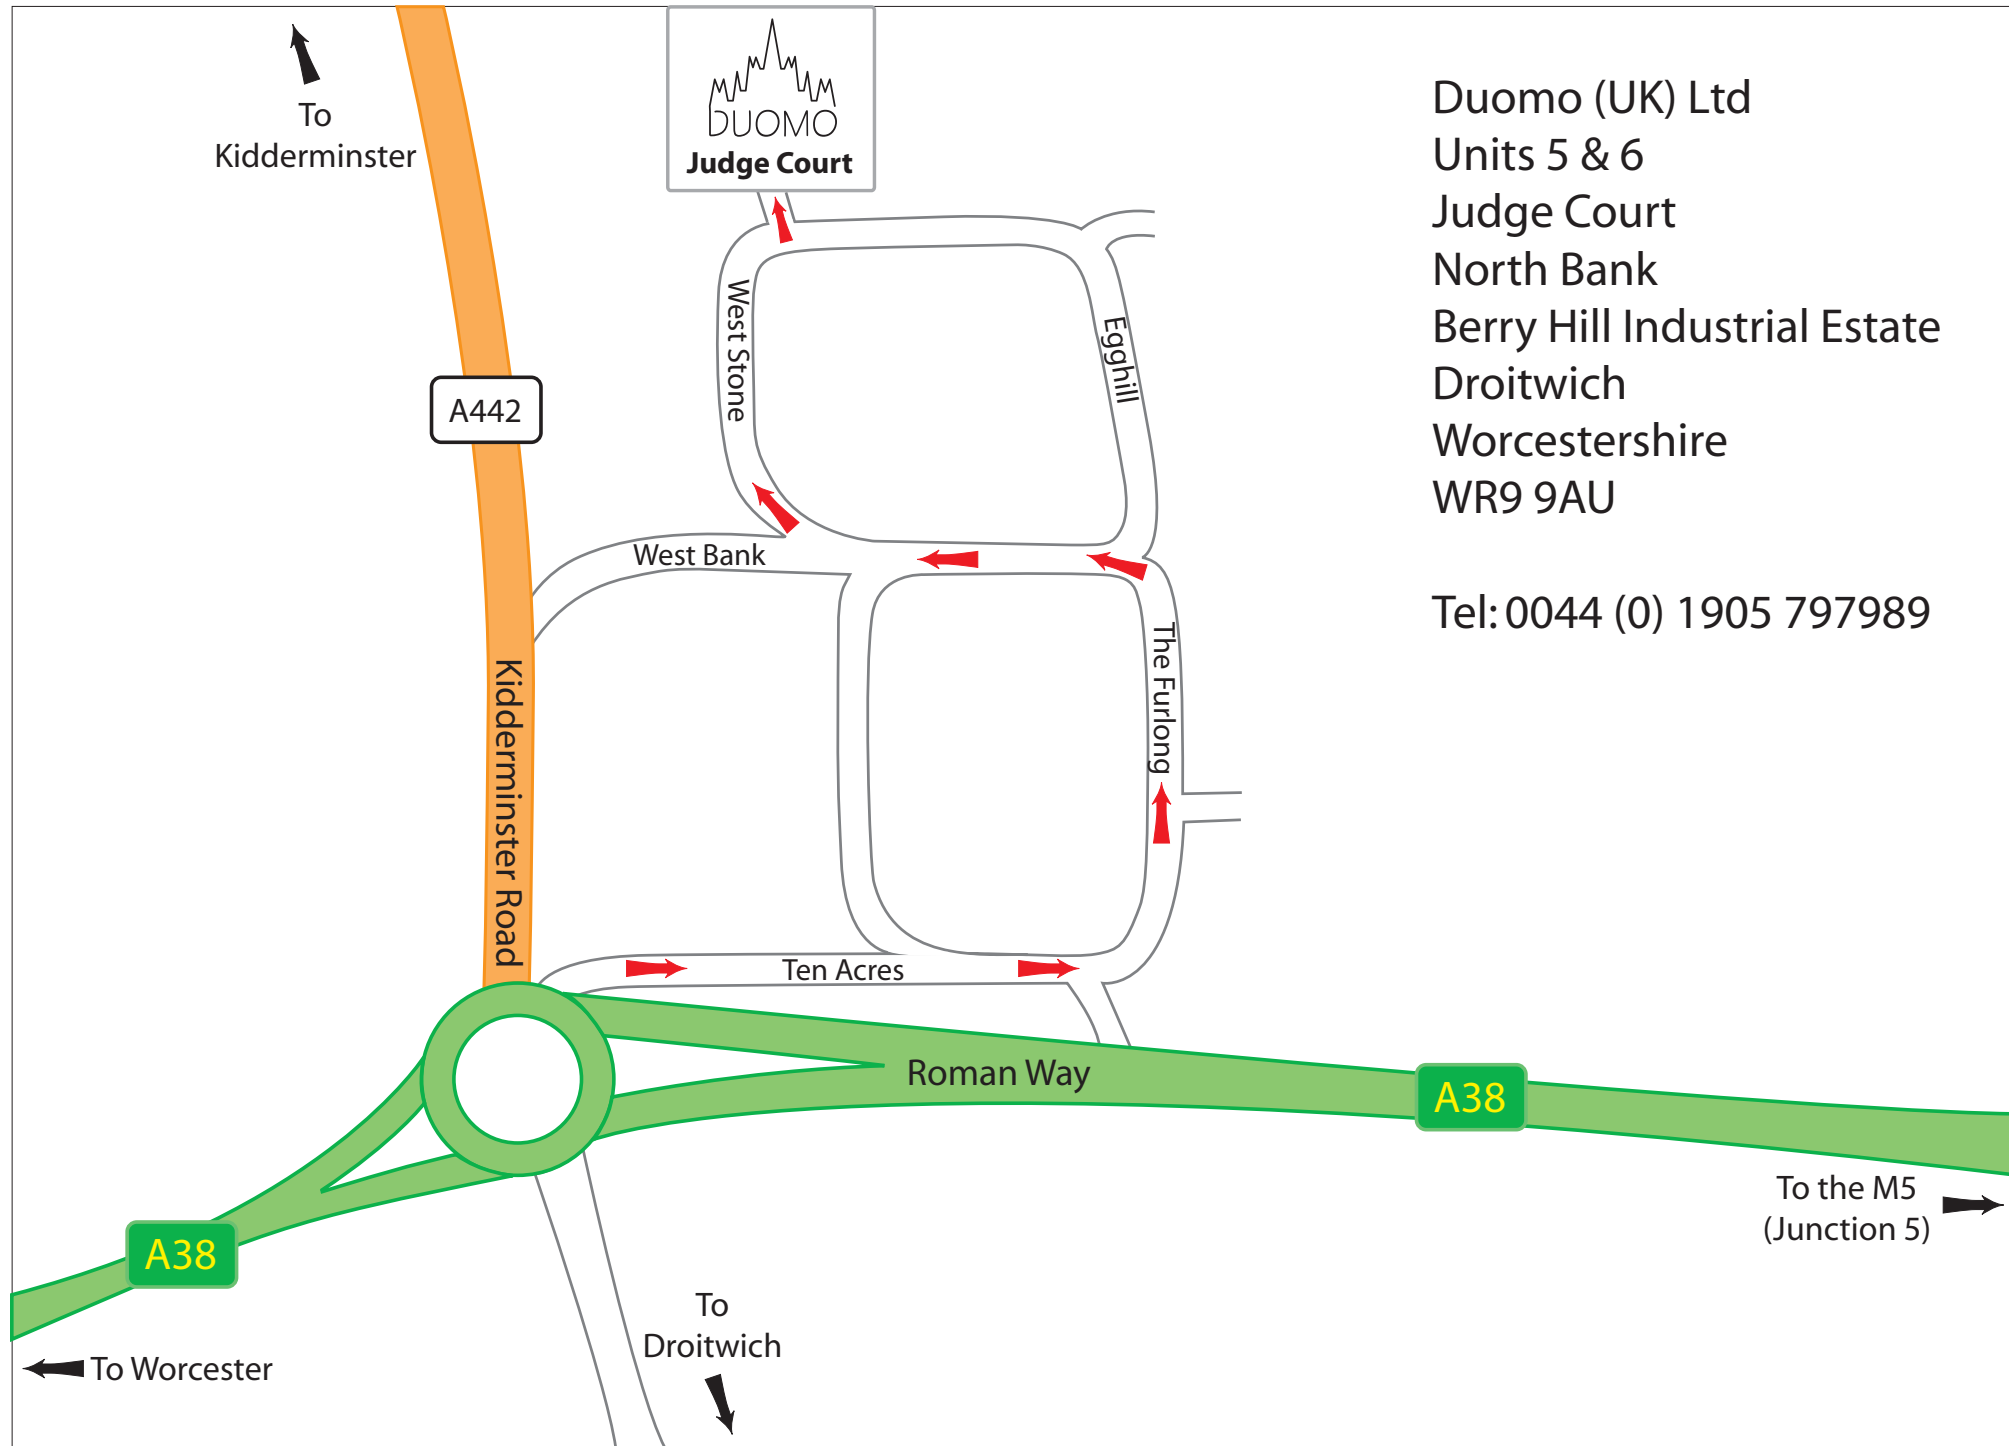 To
Kidderminster
DUOMO
Judge Court
Duomo (UK) Ltd
Units 5 & 6
Judge Court
North Bank
Berry Hill Industrial Estate
Droitwich
Worcestershire
WR9 9AU
Tel: 0044 (0) 1905 797989
West Stone
Egghill
A442
West Bank
The Furlong
Kidderminster Road
Ten Acres
Roman Way
A38
To the M5
(Junction 5)
A38
To
Droitwich
To Worcester